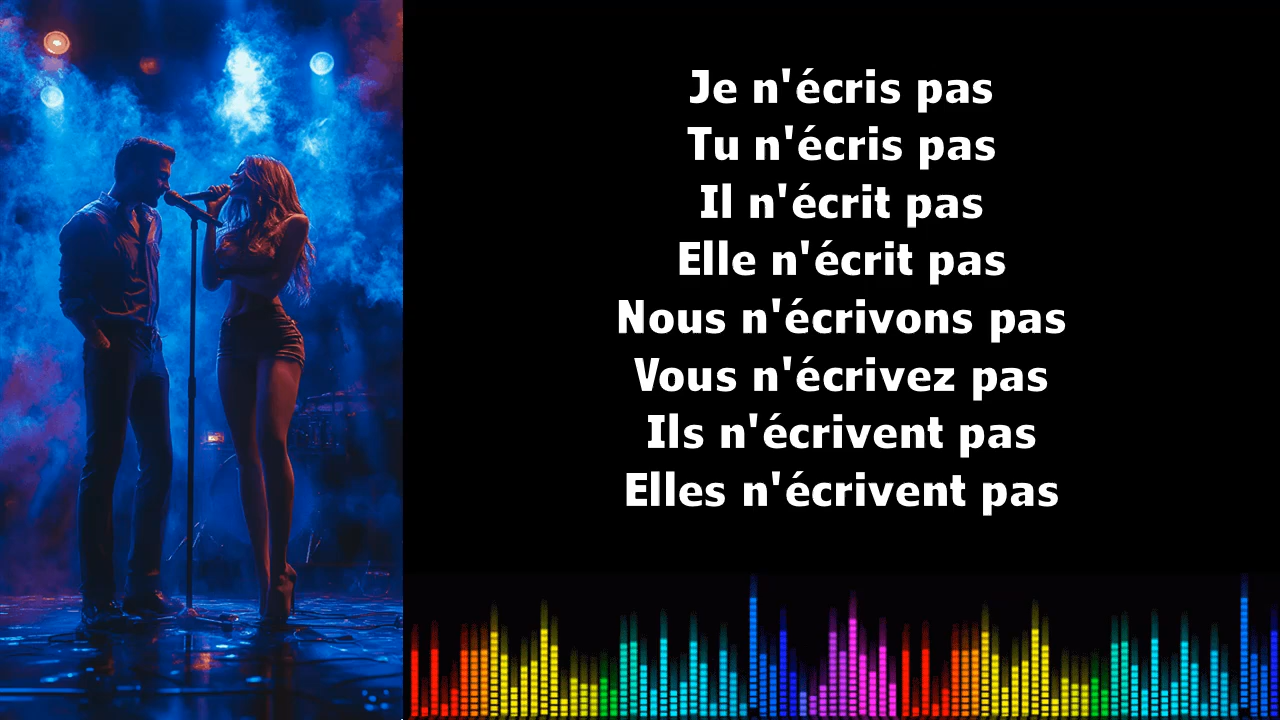 Je n'écris pas
Tu n'écris pas
Il n'écrit pas
Elle n'écrit pas
Nous n'écrivons pas
Vous n'écrivez pas
Ils n'écrivent pas
Elles n'écrivent pas